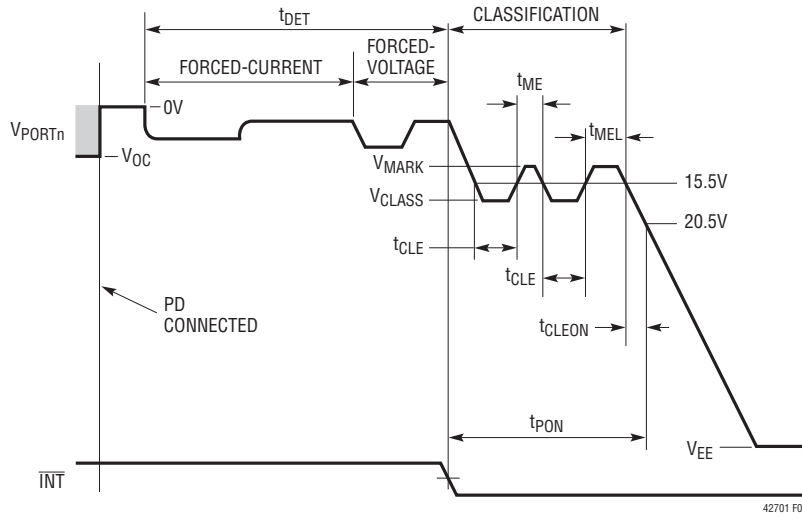 tDET
CLASSIFICATION
FORCED-CURRENT
FORCED-
VOLTAGE
tME
0V
VPORTn
tMEL
VOC
VMARK
15.5V
VCLASS
20.5V
tCLE
tCLE
PD
CONNECTED
tCLEON
tPON
VEE
INT
42701 F0